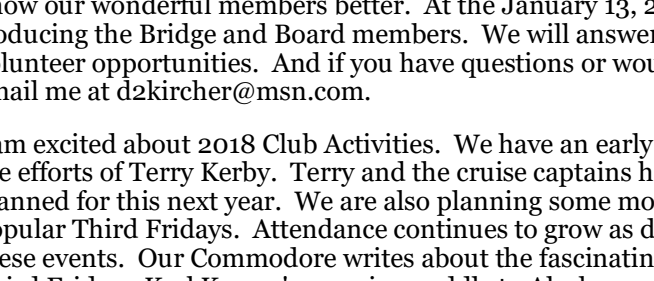 now our wonderful members better. At the January 13, 2
oducing the Bridge and Board members. We will answer
olunteer opportunities. And if you have questions or wou
mail me at d2kircher@msn.com.
am excited about 2018 Club Activities. We have an early
e efforts of Terry Kerby. Terry and the cruise captains h
anned for this next year. We are also planning some mo
opular Third Fridays. Attendance continues to grow as d
ese events. Our Commodore writes about the fascinatin